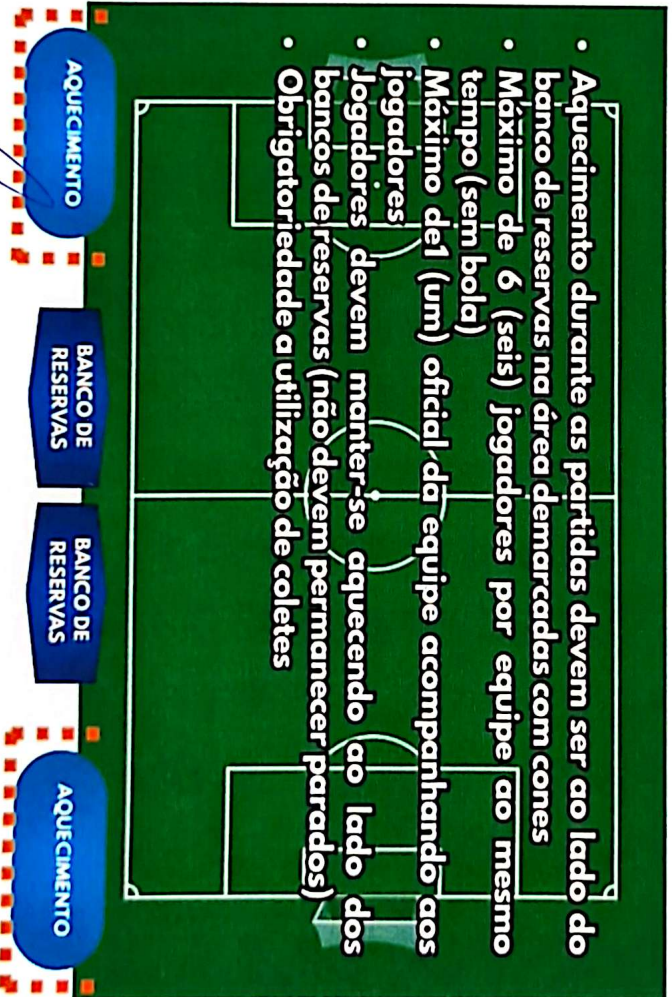 • Aquecimento durante as partidas devem ser ao lado do
banco de reservas na área demarcadas com cones
• Máximo de 6 (seis) jogadores por equipe ao mesmo
tempo (sem bola)
• Máximo de1 (um) oficial da equipe acompanhando aos
jogadores
• Jogadores devem manter-se aquecendo ao lado dos
bancos de reservas (não devem permanecer parados)
• Obrigatoriedade a utilização de coletes
AQUECIMENTO
BANCO DE
RESERVAS
BANCO DE
RESERVAS
AQUECIMENTO